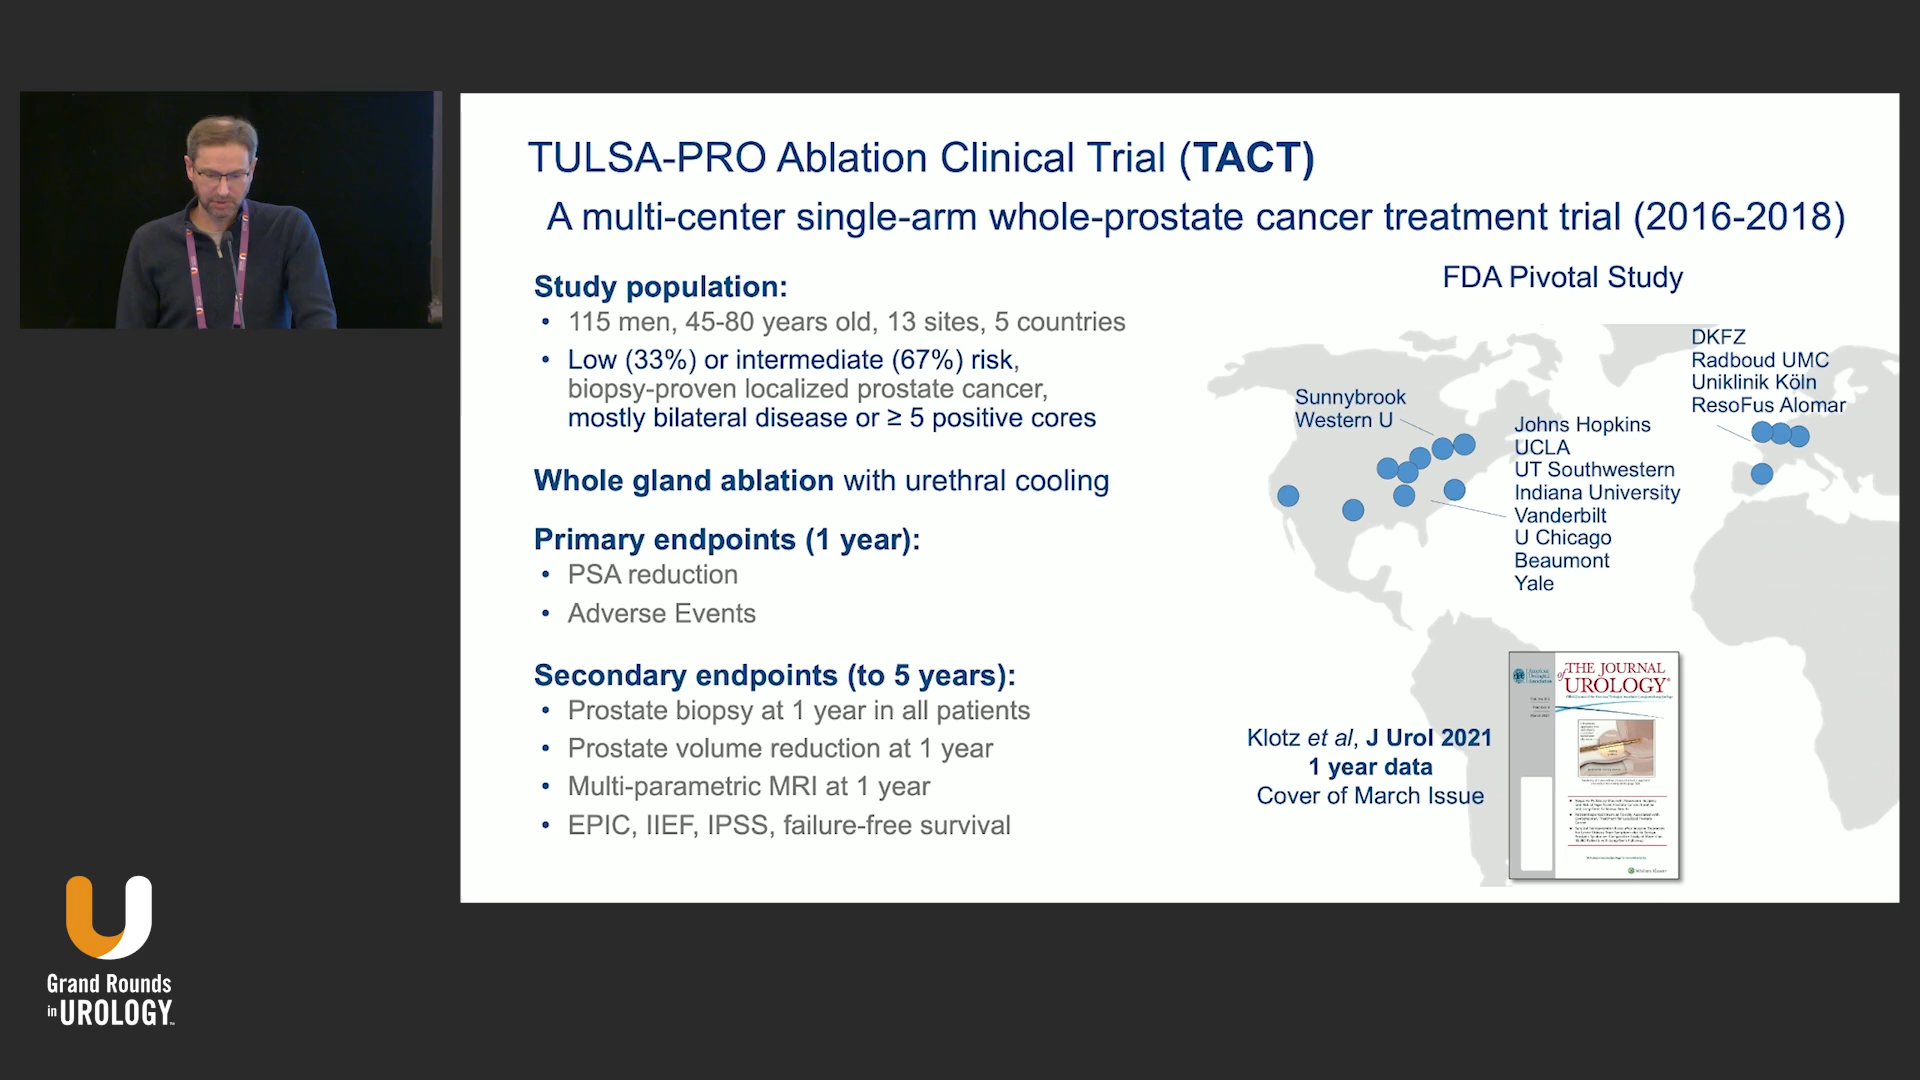 TULSA-PRO Ablation Clinical Trial (TACT)
A multi-center single-arm whole-prostate cancer treatment trial (2016-2018)
Study population:
• 115 men, 45-80 years old, 13 sites, 5 countries
• Low (33%) or intermediate (67%) risk,
biopsy-proven localized prostate cancer,
mostly bilateral disease or ≥ 5 positive cores
Whole gland ablation with urethral cooling
Primary endpoints (1 year):
• PSA reduction
• Adverse Events
Secondary endpoints (to 5 years):
• Prostate biopsy at 1 year in all patients
• Prostate volume reduction at 1 year
• Multi-parametric MRI at 1 year
• EPIC, IIEF, IPSS, failure-free survival
FDA Pivotal Study
Sunnybrook
Western U
Johns Hopkins
UCLA
UT Southwestern
Indiana University
Vanderbilt
U Chicago
Beaumont
Yale
DKFZ
Radboud UMC
Uniklinik Köln
ResoFus Alomar
Klotz et al, J Urol 2021
1 year data
Cover of March Issue
THE JOURNAL
of UROLOGY®
Grand Rounds
in UROLOGY™